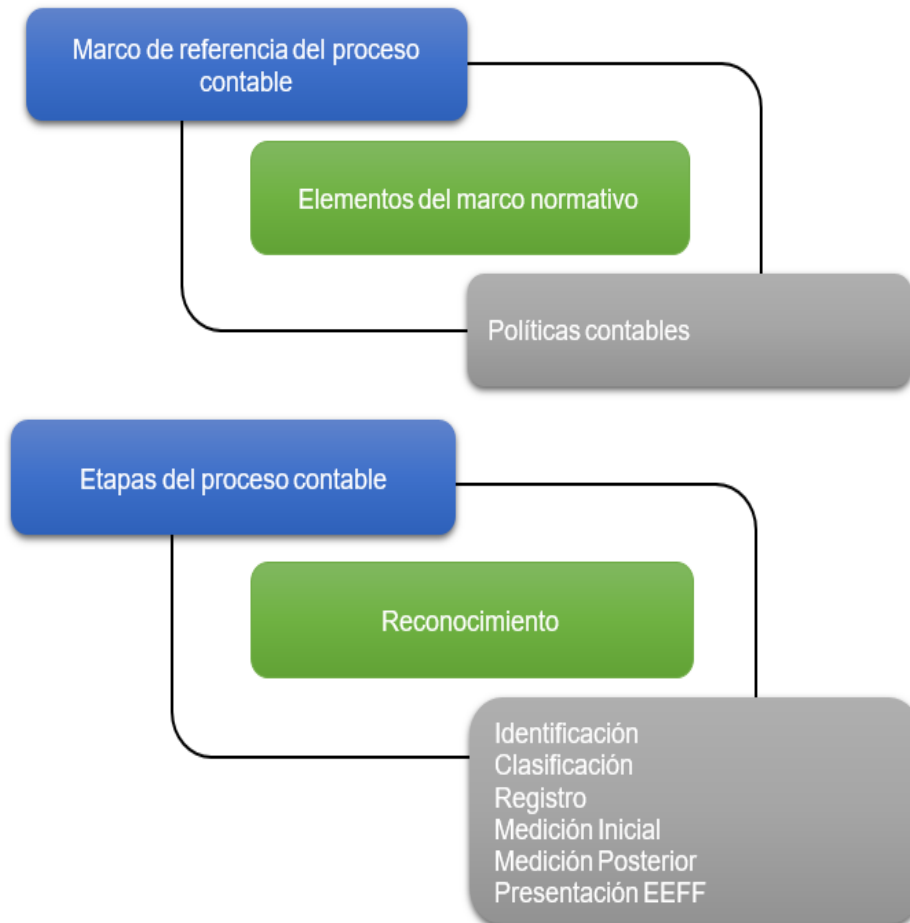 Marco de referencia del proceso
contable
Elementos del marco normativo
Políticas contables
Etapas del proceso contable
Reconocimiento
Identificación
Clasificación
Registro
Medición Inicial
Medición Posterior
Presentación EEFF